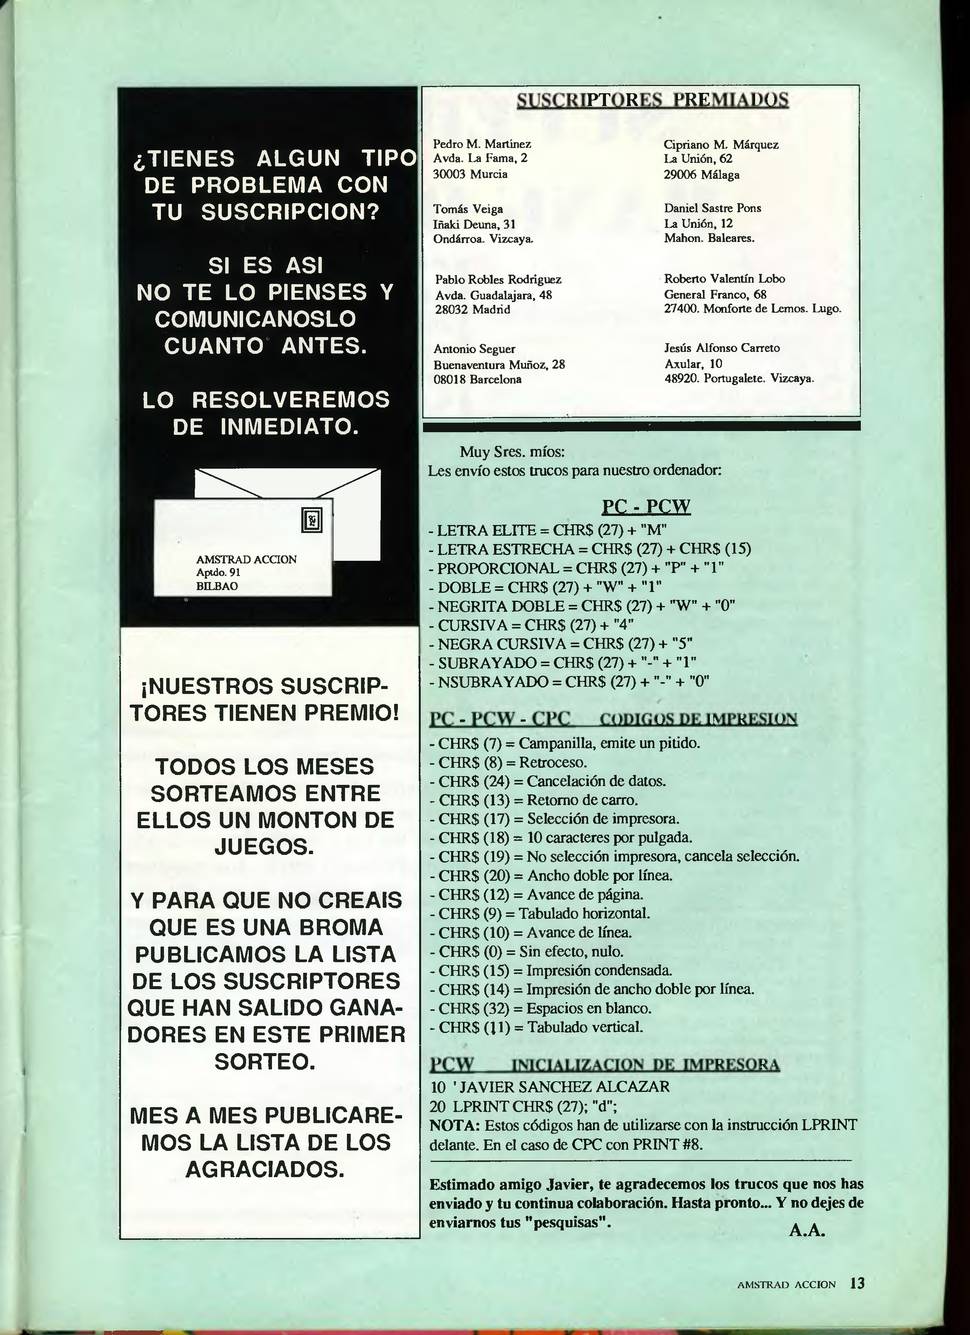 ¿TIENES ALGUN TIPO
DE PROBLEMA CON
TU SUSCRIPCION?
SI ES ASI
NO TE LO PIENSES Y
COMUNICANOSLO
CUANTO ANTES.
LO RESOLVEREMOS
DE INMEDIATO.
AMSTRAD ACCION
Aptdo. 91
BILBAO
¡NUESTROS SUSCRIP-
TORES TIENEN PREMIO!
TODOS LOS MESES
SORTEAMOS ENTRE
ELLOS UN MONTON DE
JUEGOS.
Y PARA QUE NO CREAIS
QUE ES UNA BROMA
PUBLICAMOS LA LISTA
DE LOS SUSCRIPTORES
QUE HAN SALIDO GANA-
DORES EN ESTE PRIMER
SORTEO.
MES A MES PUBLICARE-
MOS LA LISTA DE LOS
AGRACIADOS.
SUSCRIPTORES PREMIADOS
Pedro M. Martínez
Avda. La Fama, 2
30003 Murcia
Tomás Veiga
Iñaki Deuna, 31
Ondárroa. Vizcaya.
Pablo Robles Rodriguez
Avda. Guadalajara, 48
28032 Madrid
Antonio Seguer
Buenaventura Muñoz, 28
08018 Barcelona
Cipriano M. Márquez
La Unión, 62
29006 Málaga
Daniel Sastre Pons
La Unión, 12
Mahon. Baleares.
Roberto Valentín Lobo
General Franco, 68
27400. Monforte de Lemos. Lugo.
Jesús Alfonso Carreto
Axular, 10
48920. Portugalete. Vizcaya.
Muy Sres. míos:
Les envío estos trucos para nuestro ordenador:
PC - PCW
- LETRA ELITE = CHR$ (27) + "M"
- LETRA ESTRECHA = CHR$ (27) + CHR$ (15)
- PROPORCIONAL = CHR$ (27) + "P" + "1"
- DOBLE = CHR$ (27) + "W" + "1"
- NEGRITA DOBLE = CHR$ (27) + "W" + "0"
- CURSIVA = CHR$ (27) + "4"
- NEGRA CURSIVA = CHR$ (27) + "5"
- SUBRAYADO = CHR$ (27) + "-" + "1"
- NSUBRAYADO = CHR$ (27) + "-" + "0"
PC - PCW - CPC CODIGOS DE IMPRESION
- CHR$ (7) = Campanilla, emite un pitido.
- CHR$ (8) = Retroceso.
- CHR$ (24) = Cancelación de datos.
- CHR$ (13) = Retorno de carro.
- CHR$ (17) = Selección de impresora.
- CHR$ (18) = 10 caracteres por pulgada.
- CHR$ (19) = No selección impresora, cancela selección.
- CHR$ (20) = Ancho doble por línea.
- CHR$ (12) = Avance de página.
- CHR$ (9) = Tabulado horizontal.
- CHR$ (10) = Avance de línea.
- CHR$ (0) = Sin efecto, nulo.
- CHR$ (15) = Impresión condensada.
- CHR$ (14) = Impresión de ancho doble por línea.
- CHR$ (32) = Espacios en blanco.
- CHR$ (11) = Tabulado vertical.
PCW INICIALIZACION DE IMPRESORA
10 ' JAVIER SANCHEZ ALCAZAR
20 LPRINT CHR$ (27); "d";
NOTA: Estos códigos han de utilizarse con la instrucción LPRINT
delante. En el caso de CPC con PRINT #8.
Estimado amigo Javier, te agradecemos los trucos que nos has
enviado y tu continua colaboración. Hasta pronto... Y no dejes de
enviarnos tus "pesquisas".
A.A.
AMSTRAD ACCION 13